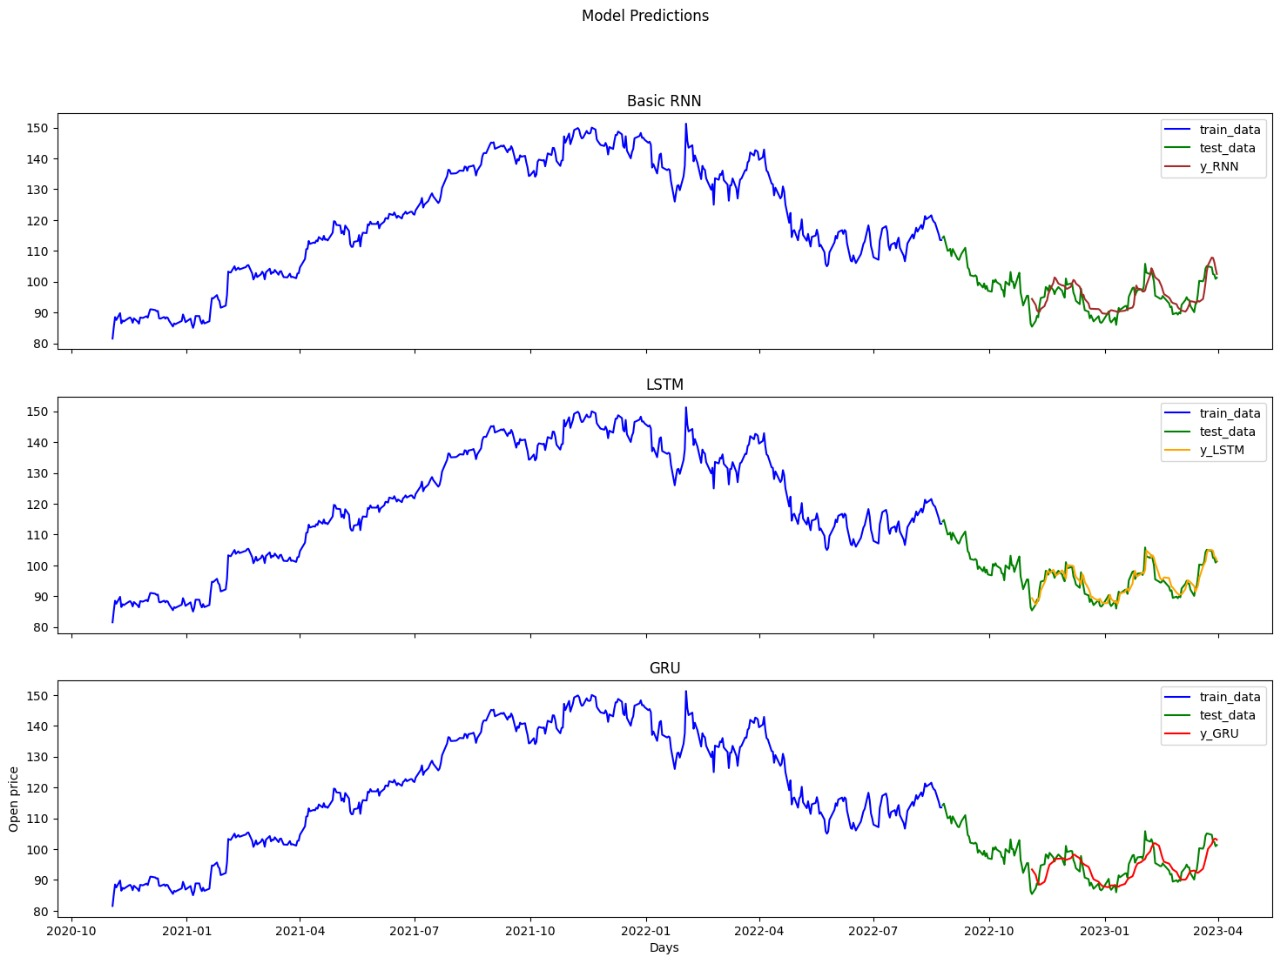 Model Predictions
Basic RNN
150
140
130
120
110
100
90
80
train_data
test_data
y_RNN
LSTM
150
140
130
120
110
100
90
80
train_data
test_data
y_LSTM
GRU
Open price
150
140
130
120
110
100
90
80
train_data
test_data
y_GRU
2020-10 2021-01 2021-04 2021-07 2021-10 2022-01 2022-04 2022-07 2022-10 2023-01 2023-04
Days